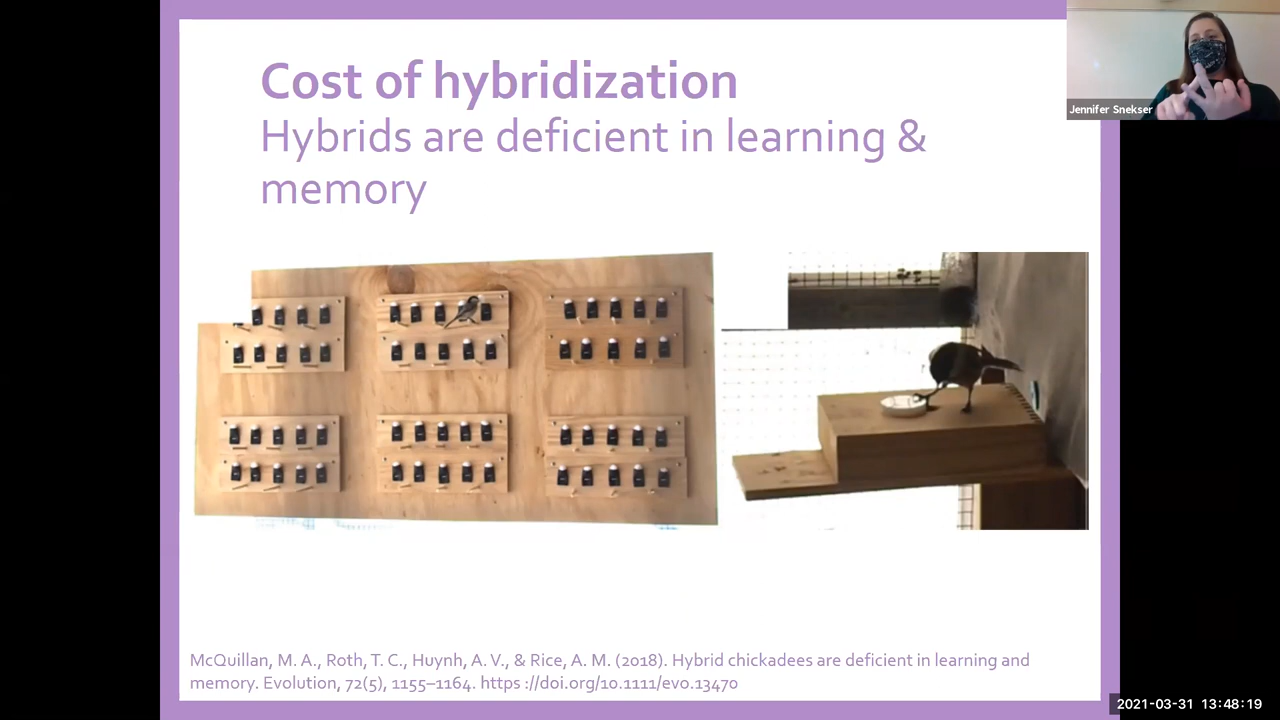 Cost of hybridization
Hybrids are deficient in learning &
memory
Jennifer Snekser
McQuillan, M. A., Roth, T. C., Huynh, A. V., & Rice, A. M. (2018). Hybrid chickadees are deficient in learning and
memory. Evolution, 72(5), 1155–1164. https ://doi.org/10.1111/evo.13470
2021-03-31 13:48:19